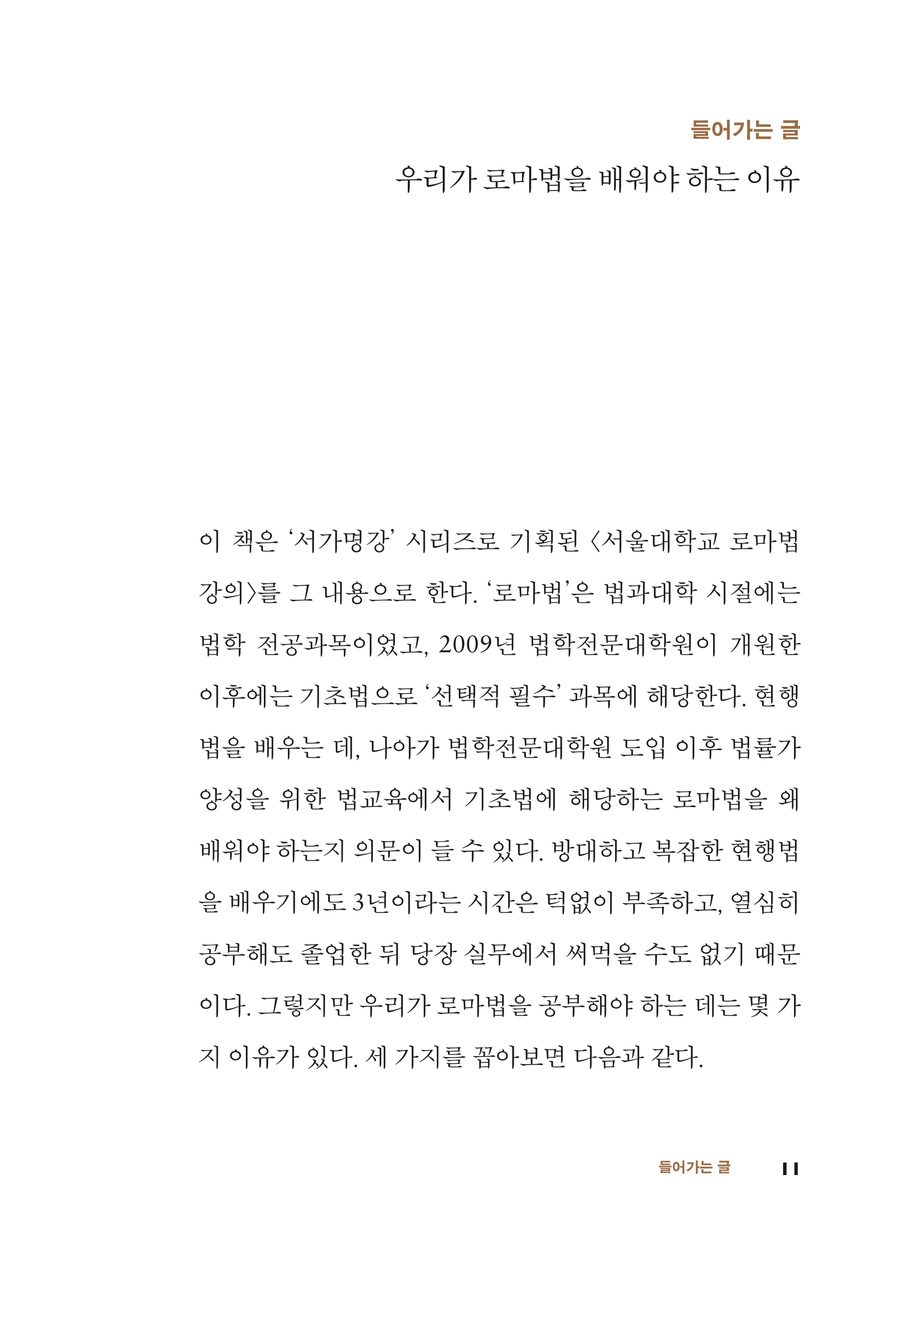 들어가는 글
우리가 로마법을 배워야 하는 이유
이 책은 ‘서가명강’ 시리즈로 기획된 〈서울대학교 로마법
강의〉를 그 내용으로 한다. ‘로마법’은 법과대학 시절에는
법학 전공과목이었고, 2009년 법학전문대학원이 개원한
이후에는 기초법으로 ‘선택적 필수’ 과목에 해당한다. 현행
법을 배우는 데, 나아가 법학전문대학원 도입 이후 법률가
양성을 위한 법교육에서 기초법에 해당하는 로마법을 왜
배워야 하는지 의문이 들 수 있다. 방대하고 복잡한 현행법
을 배우기에도 3년이라는 시간은 턱없이 부족하고, 열심히
공부해도 졸업한 뒤 당장 실무에서 써먹을 수도 없기 때문
이다. 그렇지만 우리가 로마법을 공부해야 하는 데는 몇 가
지 이유가 있다. 세 가지를 꼽아보면 다음과 같다.
들어가는 글 11